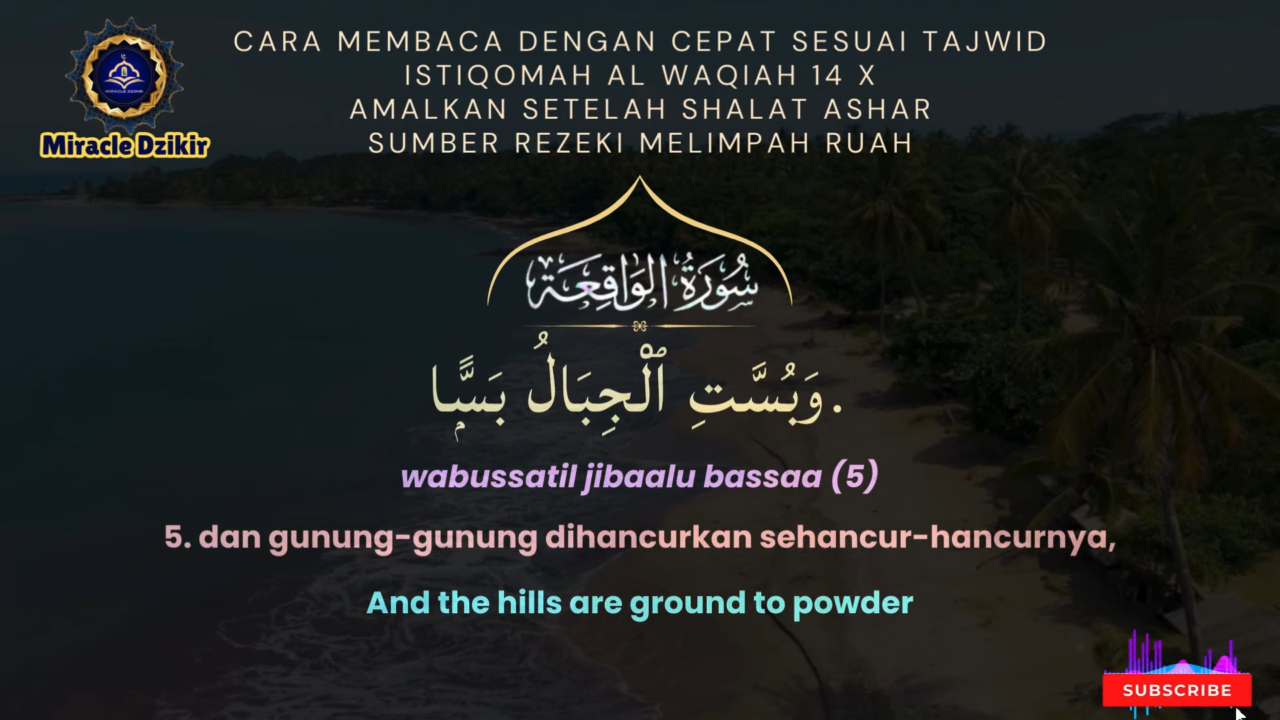 CARA MEMBACA DENGAN CEPAT SESUAI TAJWID
ISTIQOMAH AL WAQIAH 14 X
AMALKAN SETELAH SHALAT ASHAR
SUMBER REZEKI MELIMPAH RUAH
MIRACLE DZIKIR
Miracle Dzikir
سُورَةُ الوَاقِعَة
وَبُسَّتِ ٱلْجِبَالُ بَسًّۭا.
wabussatil jibaalu bassaa (5)
5. dan gunung-gunung dihancurkan sehancur-hancurnya,
And the hills are ground to powder
SUBSCRIBE